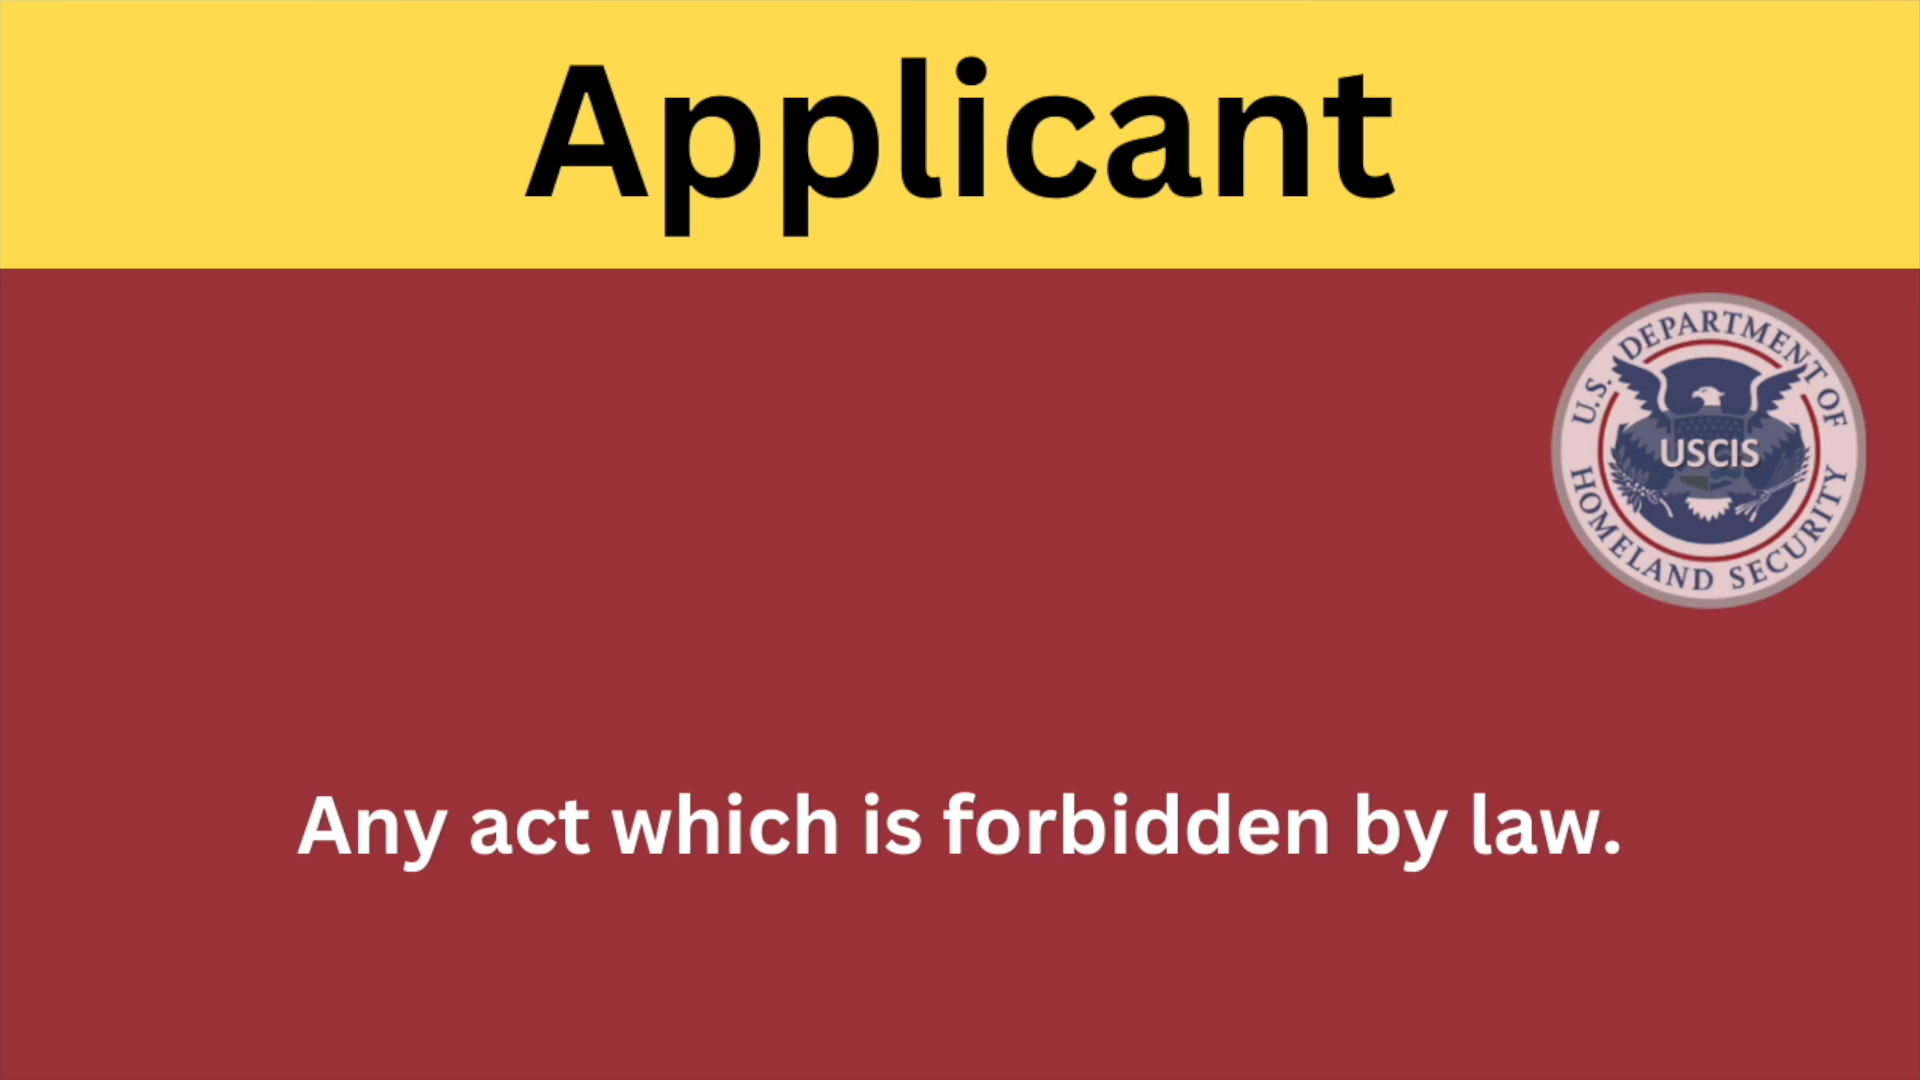 Applicant
U.S. DEPARTMENT OF
USCIS
HOMELAND SECURITY
Any act which is forbidden by law.